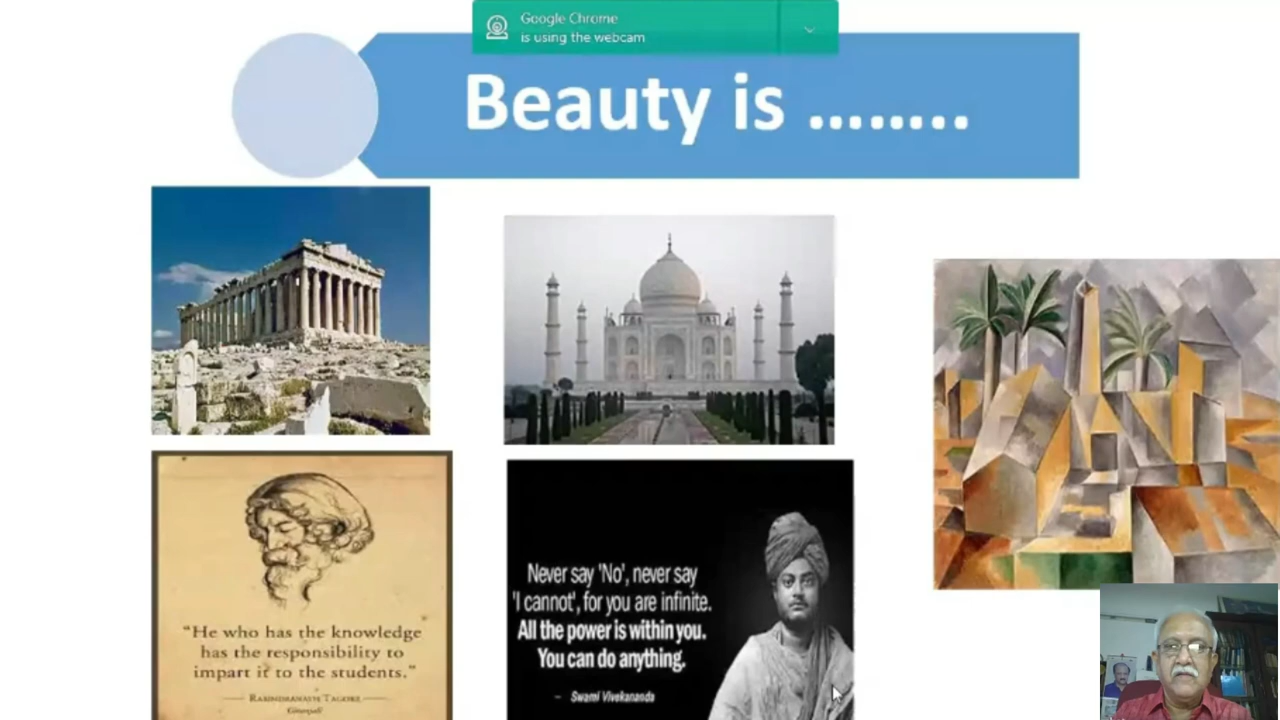 Google Chrome
is using the webcam
Beauty is ........
"He who has the knowledge
has the responsibility to
impart it to the students."
RABINDRANATH TAGORE
Gitanjali
Never say 'No', never say
'I cannot', for you are infinite.
All the power is within you.
You can do anything.
– Swami Vivekananda